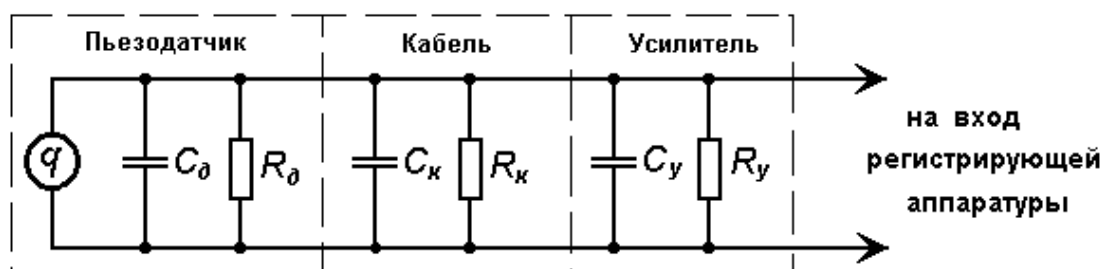 Пьезодатчик
Кабель
Усилитель
q
Cд
Rд
Cк
Rк
Cу
Rу
на вход
регистрирующей
аппаратуры